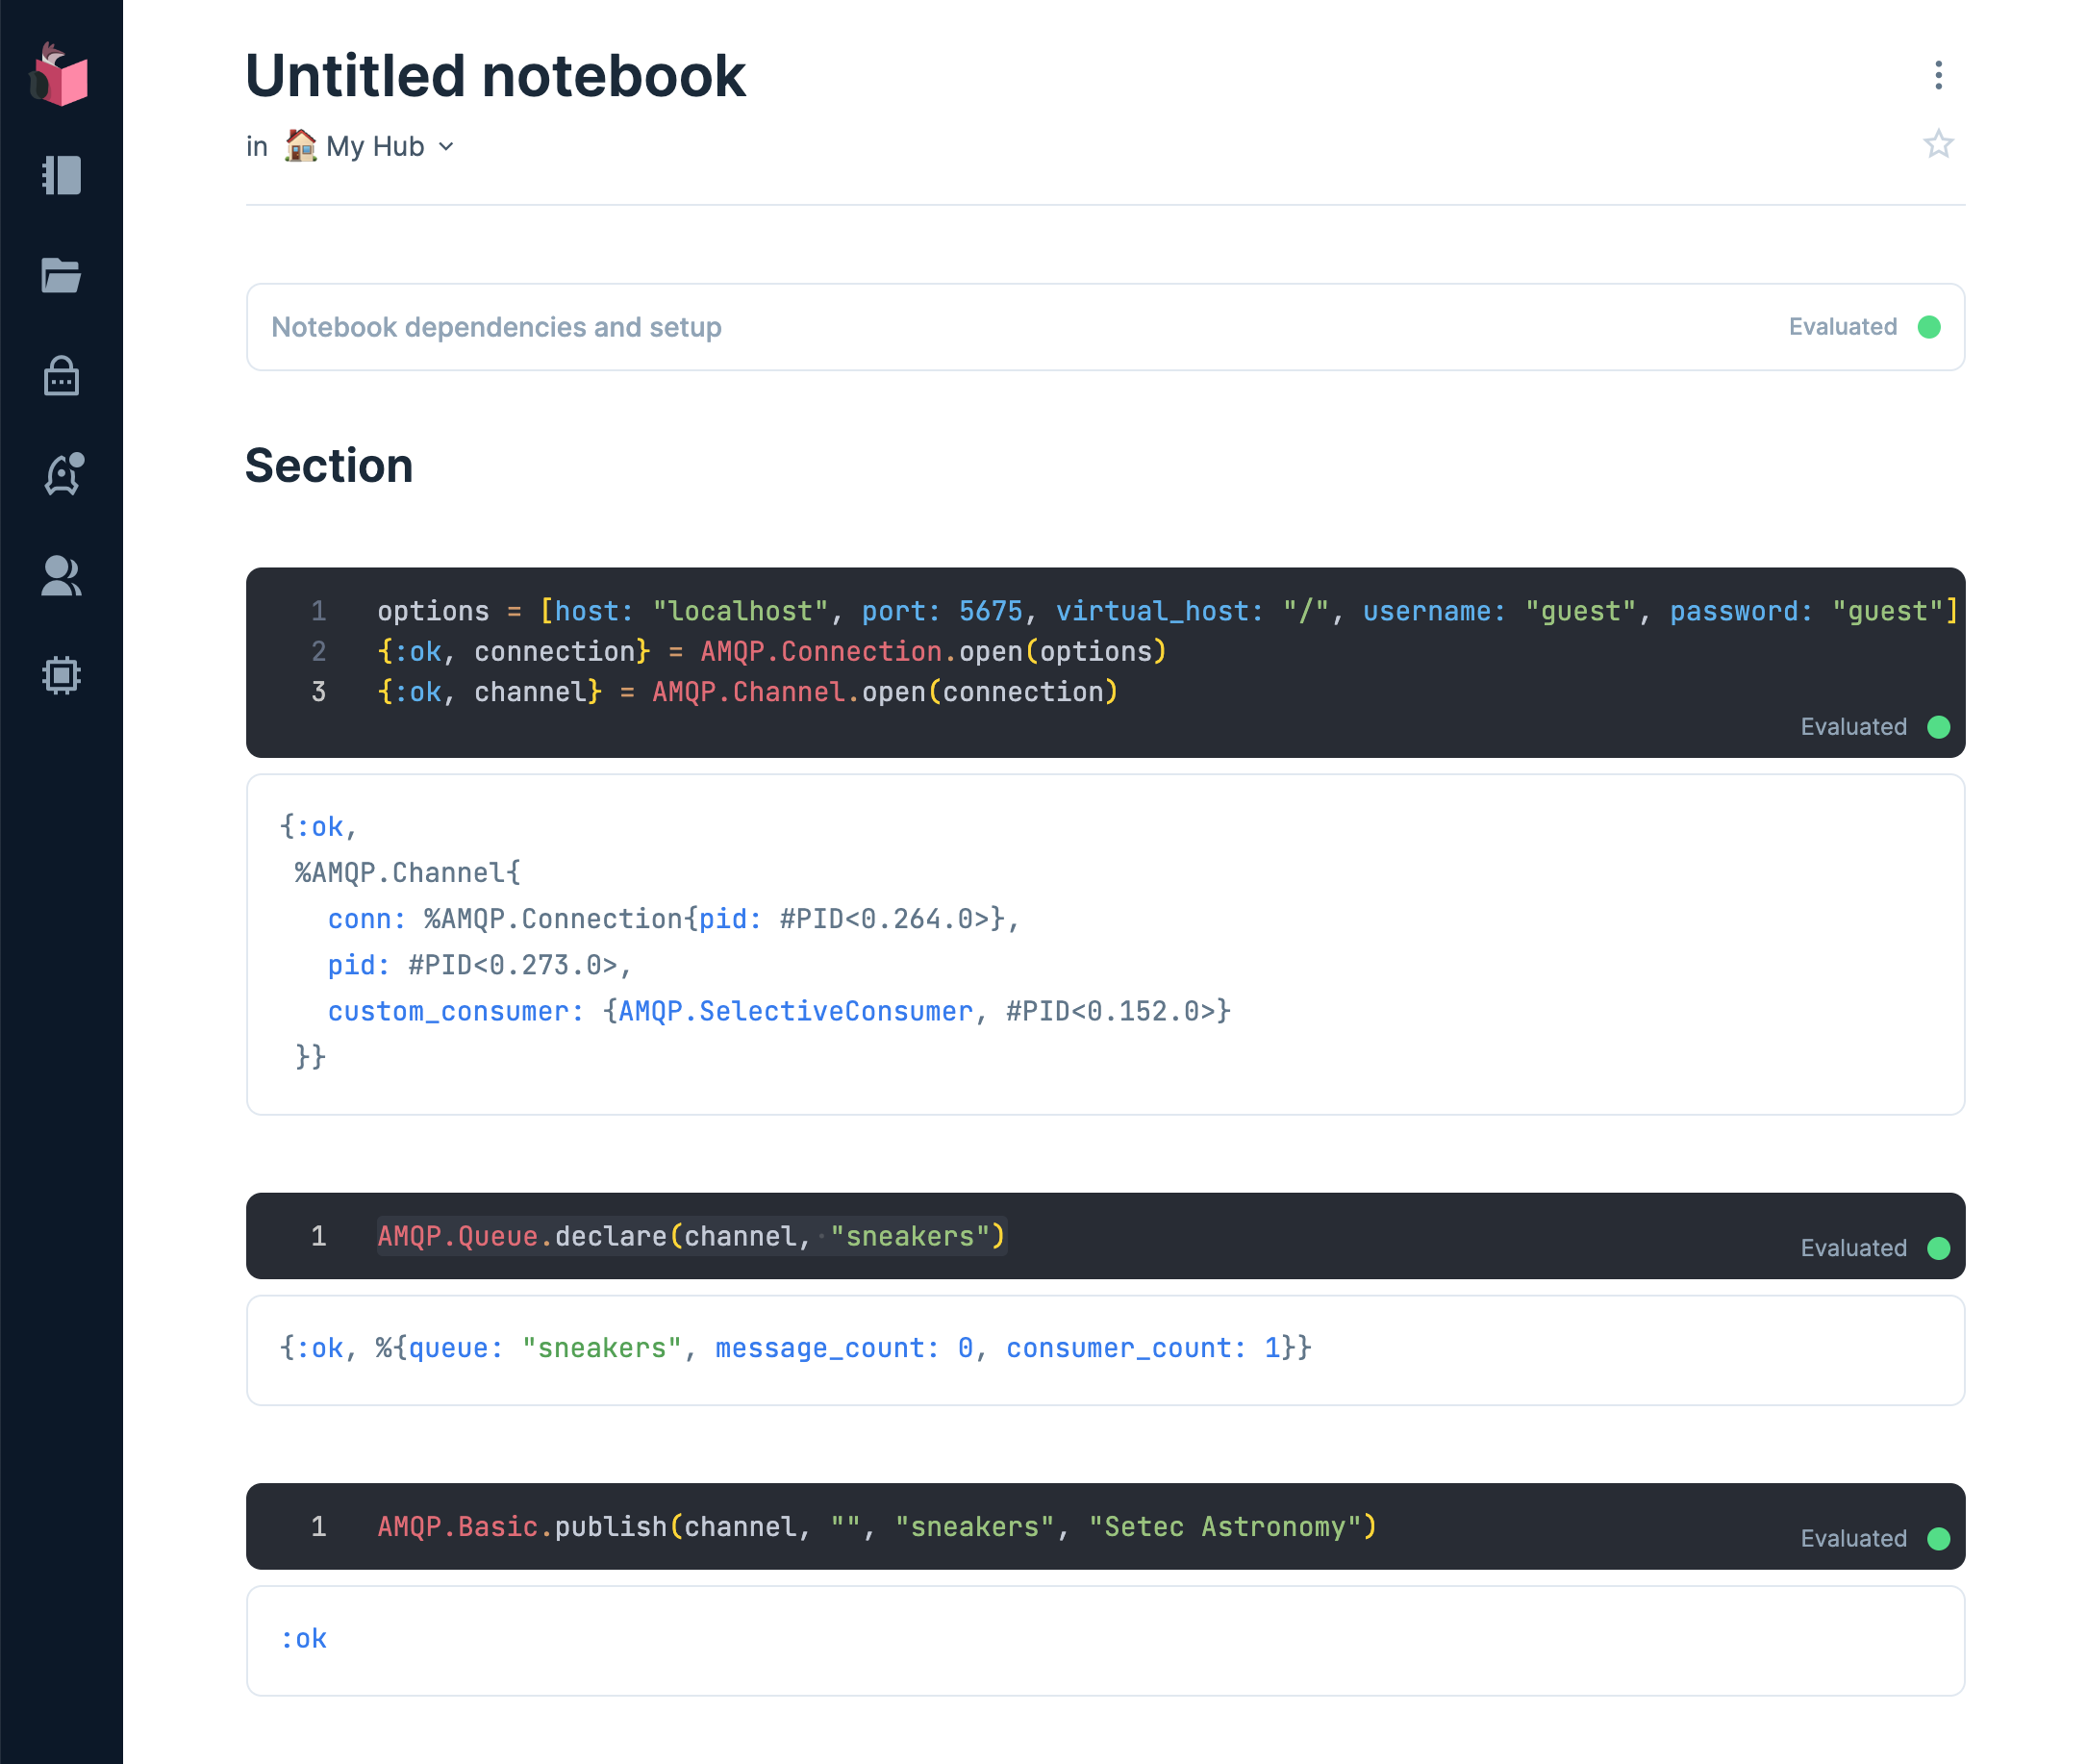 Untitled notebook
in 🏠 My Hub
Notebook dependencies and setup
Evaluated
Section
1 options = [host: "localhost", port: 5675, virtual_host: "/", username: "guest", password: "guest"]
2 {:ok, connection} = AMQP.Connection.open(options)
3 {:ok, channel} = AMQP.Channel.open(connection)
Evaluated
{:ok,
 %AMQP.Channel{
   conn: %AMQP.Connection{pid: #PID<0.264.0>},
   pid: #PID<0.273.0>,
   custom_consumer: {AMQP.SelectiveConsumer, #PID<0.152.0>}
 }}
1 AMQP.Queue.declare(channel, "sneakers")
Evaluated
{:ok, %{queue: "sneakers", message_count: 0, consumer_count: 1}}
1 AMQP.Basic.publish(channel, "", "sneakers", "Setec Astronomy")
Evaluated
:ok